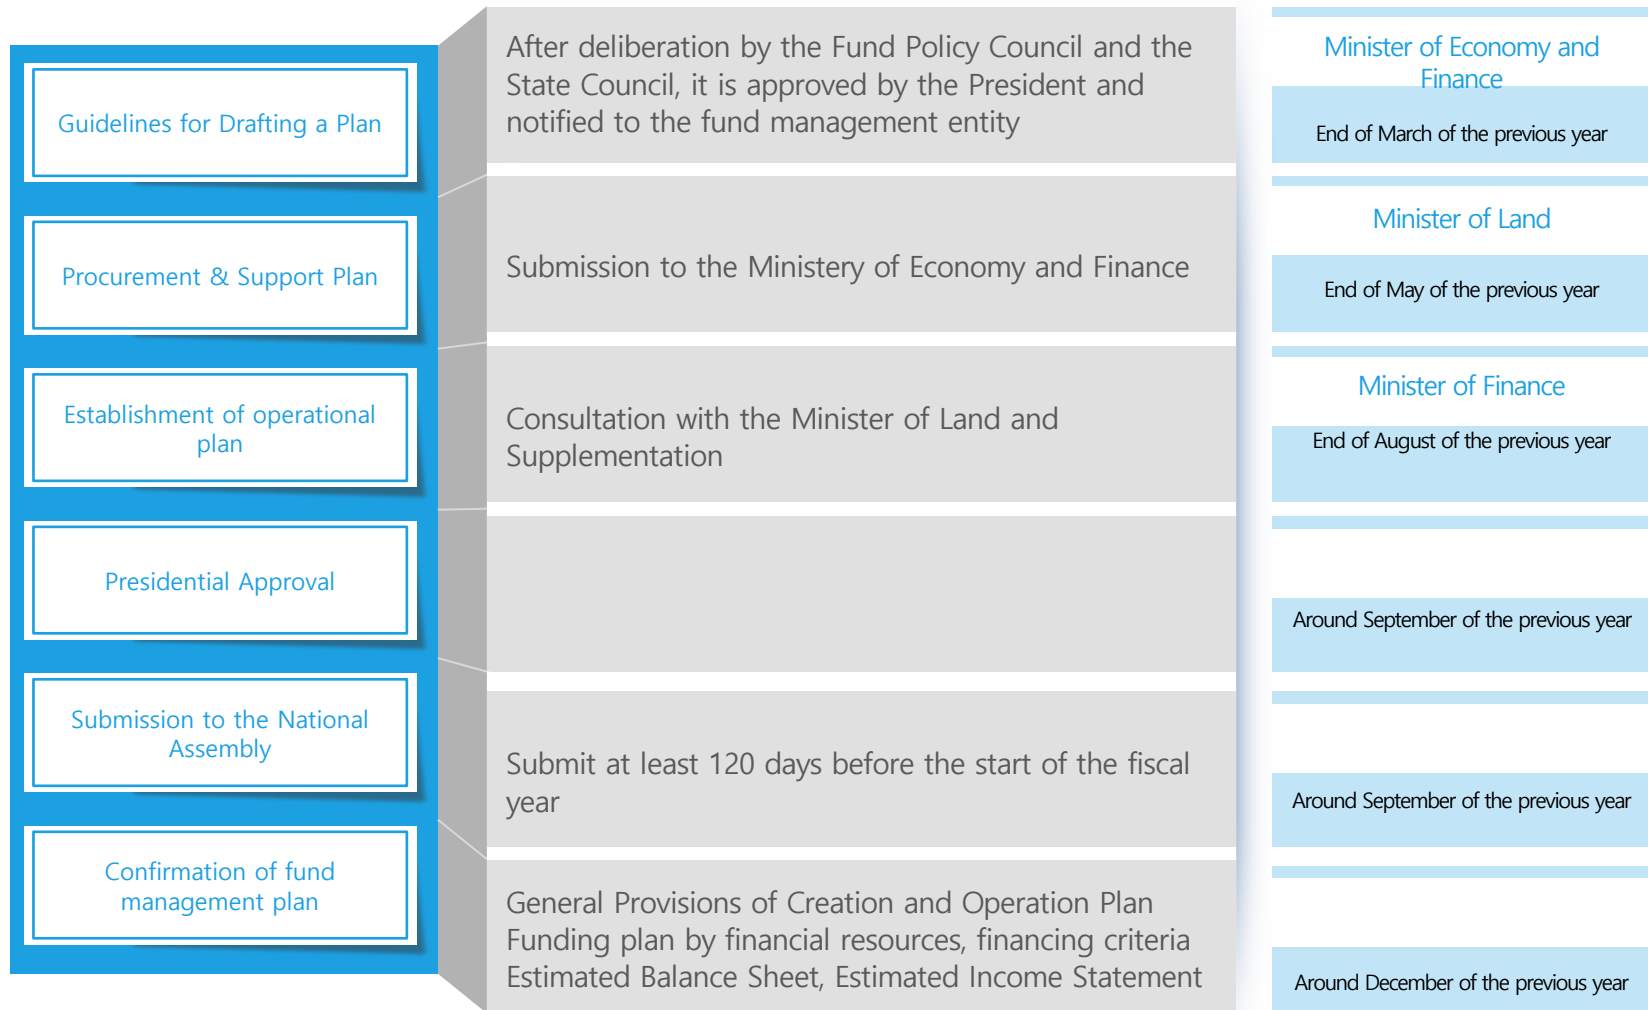 Guidelines for Drafting a Plan
After deliberation by the Fund Policy Council and the
State Council, it is approved by the President and
notified to the fund management entity
Minister of Economy and
Finance
End of March of the previous year
Procurement & Support Plan
Submission to the Ministery of Economy and Finance
Minister of Land
End of May of the previous year
Establishment of operational
plan
Consultation with the Minister of Land and
Supplementation
Minister of Finance
End of August of the previous year
Presidential Approval
Around September of the previous year
Submission to the National
Assembly
Submit at least 120 days before the start of the fiscal
year
Around September of the previous year
Confirmation of fund
management plan
General Provisions of Creation and Operation Plan
Funding plan by financial resources, financing criteria
Estimated Balance Sheet, Estimated Income Statement
Around December of the previous year